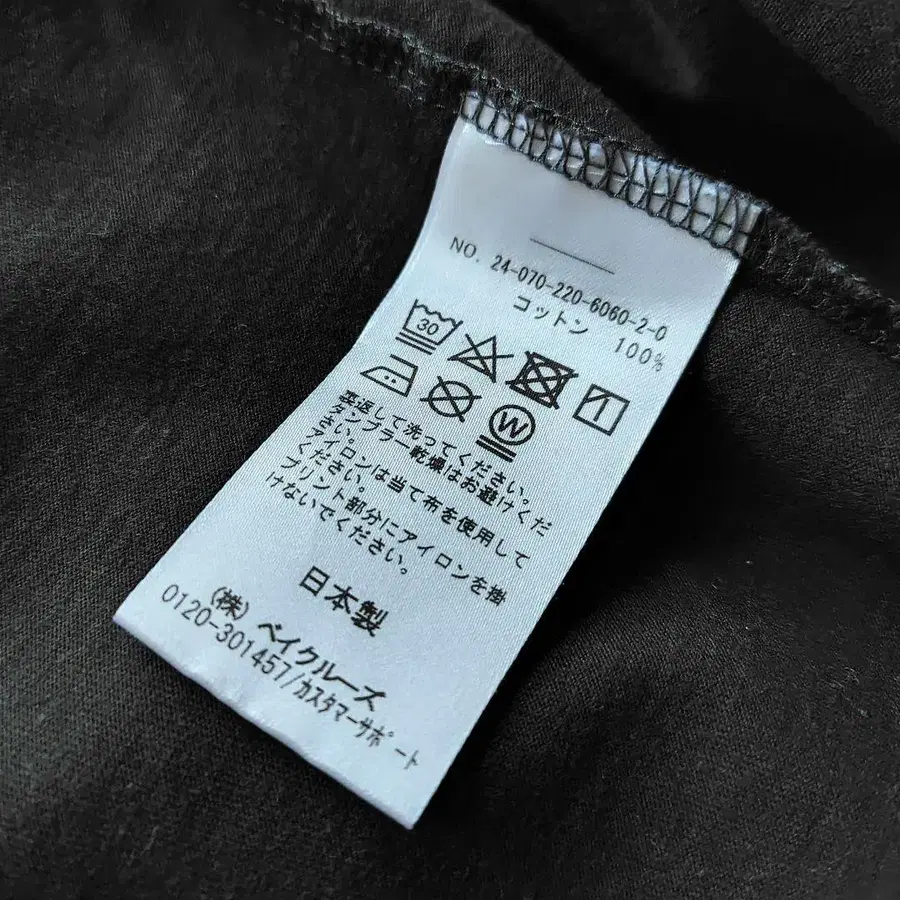 NO. 24-070-220-6060-2-0
コットン 100%
30
W
裏返して洗ってください。
タンブラー乾燥はお避けくだ
さい。
アイロンは当て布を使用して
ください。
プリント部分にアイロンを掛
けないでください。
日本製
(株) ベイクルーズ
0120-301457/カスタマーサポート